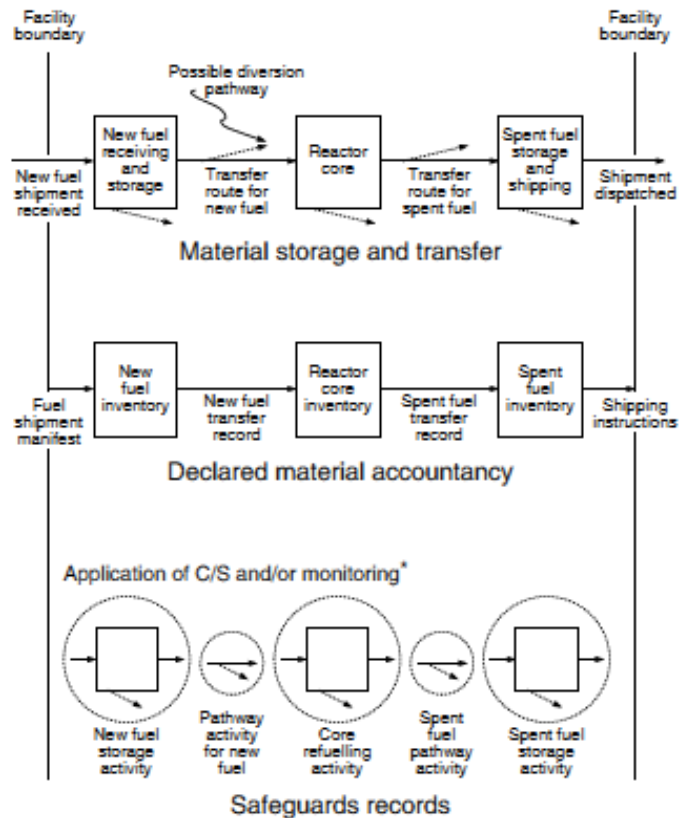 Facility
boundary
Facility
boundary
Possible diversion
pathway
New fuel
receiving
and
storage
Reactor
core
Spent fuel
storage
and
shipping
New fuel
shipment
received
Transfer
route for
new fuel
Transfer
route for
spent fuel
Shipment
dispatched
Material storage and transfer
New
fuel
inventory
Reactor
core
inventory
Spent
fuel
inventory
Fuel
shipment
manifest
New fuel
transfer
record
Spent fuel
transfer
record
Shipping
instructions
Declared material accountancy
Application of C/S and/or monitoring*
New fuel
storage
activity
Pathway
activity
for new
fuel
Core
refuelling
activity
Spent
fuel
pathway
activity
Spent fuel
storage
activity
Safeguards records